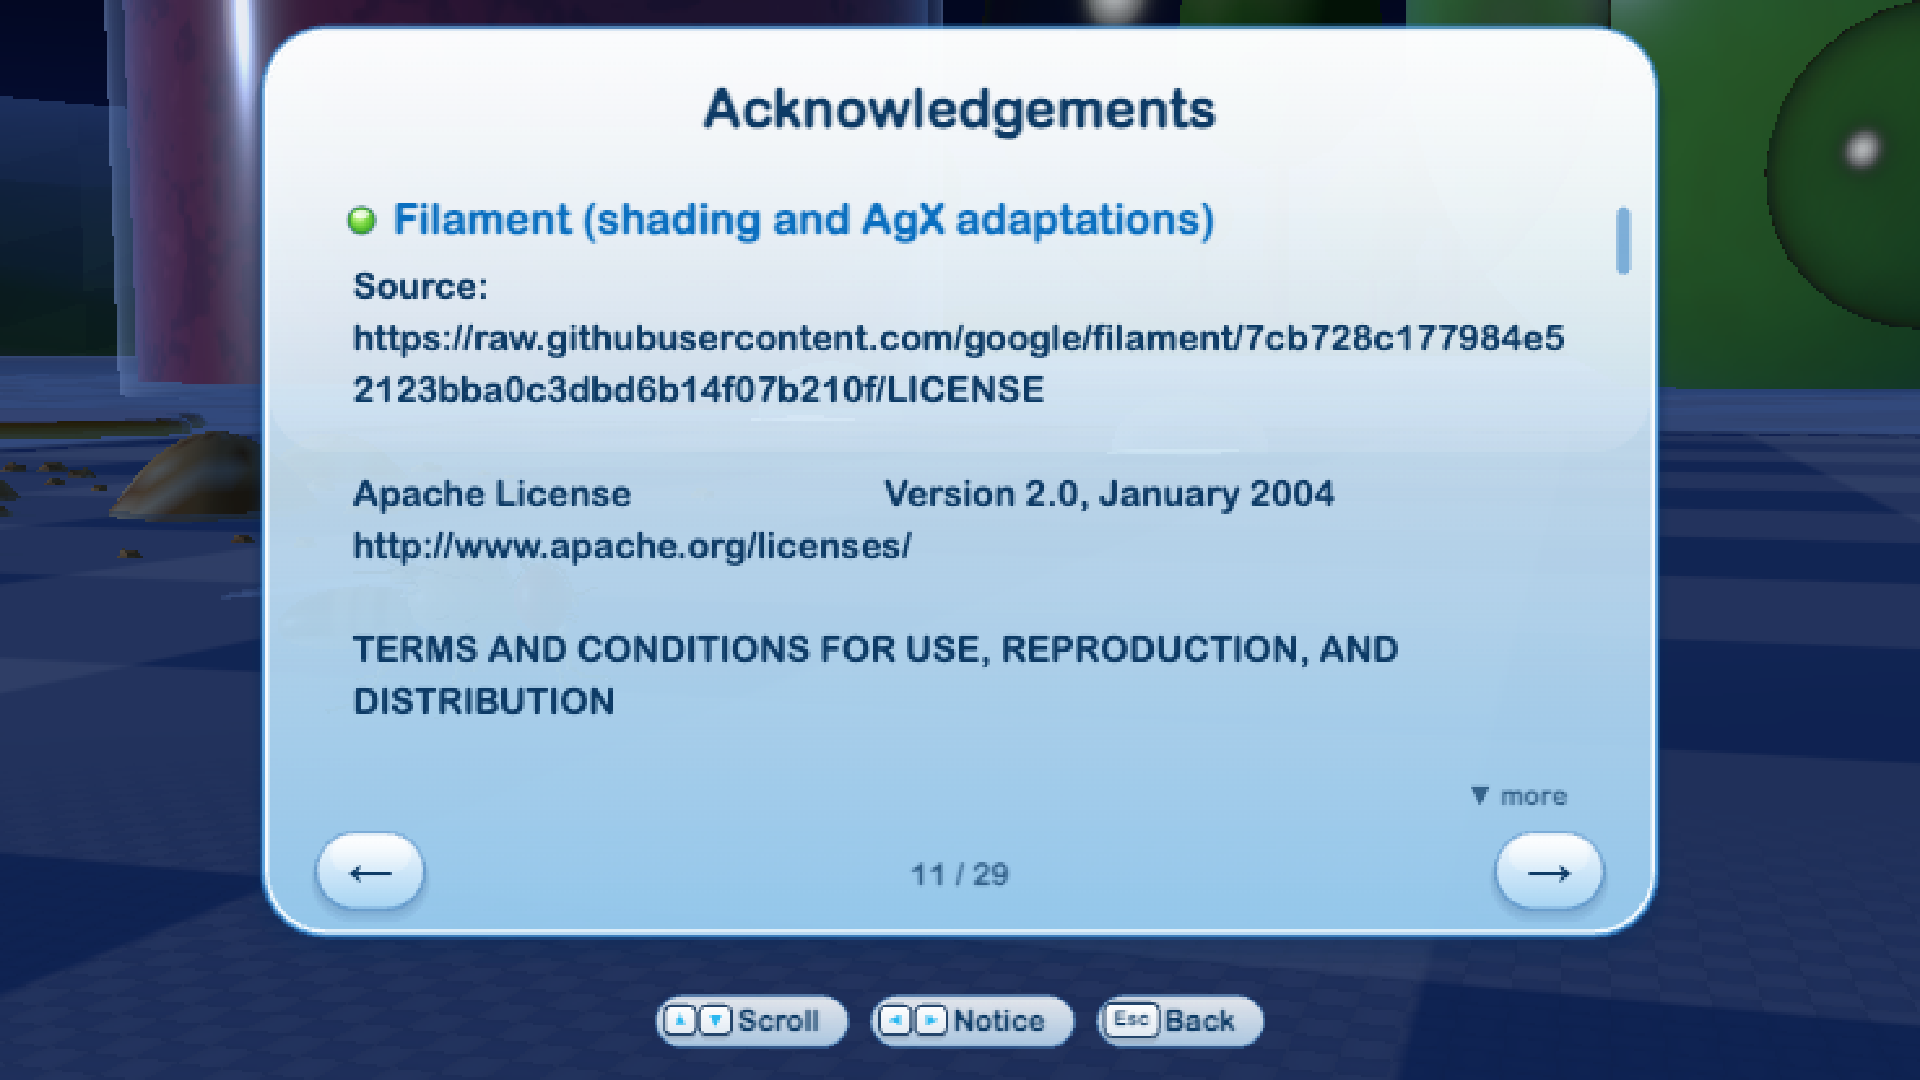 Acknowledgements
Filament (shading and AgX adaptations)
Source:
https://raw.githubusercontent.com/google/filament/7cb728c177984e5
2123bba0c3dbd6b14f07b210f/LICENSE
Apache License Version 2.0, January 2004
http://www.apache.org/licenses/
TERMS AND CONDITIONS FOR USE, REPRODUCTION, AND
DISTRIBUTION
▼ more
← 11 / 29 →
Scroll Notice Esc Back